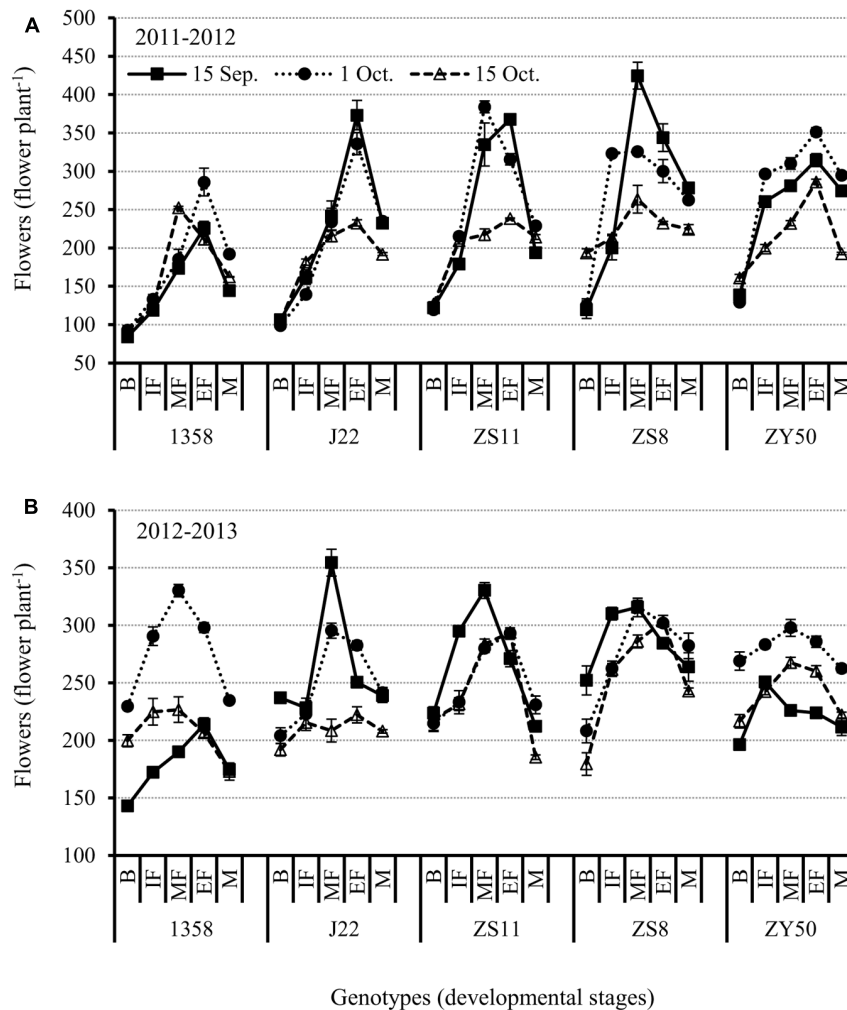 A
2011-2012
15 Sep. 1 Oct. 15 Oct.
Flowers (flower plant-1)
500
450
400
350
300
250
200
150
100
50
B IF MF EF M B IF MF EF M B IF MF EF M B IF MF EF M B IF MF EF M
1358 J22 ZS11 ZS8 ZY50
B
2012-2013
Flowers (flower plant-1)
400
350
300
250
200
150
100
B IF MF EF M B IF MF EF M B IF MF EF M B IF MF EF M B IF MF EF M
1358 J22 ZS11 ZS8 ZY50
Genotypes (developmental stages)